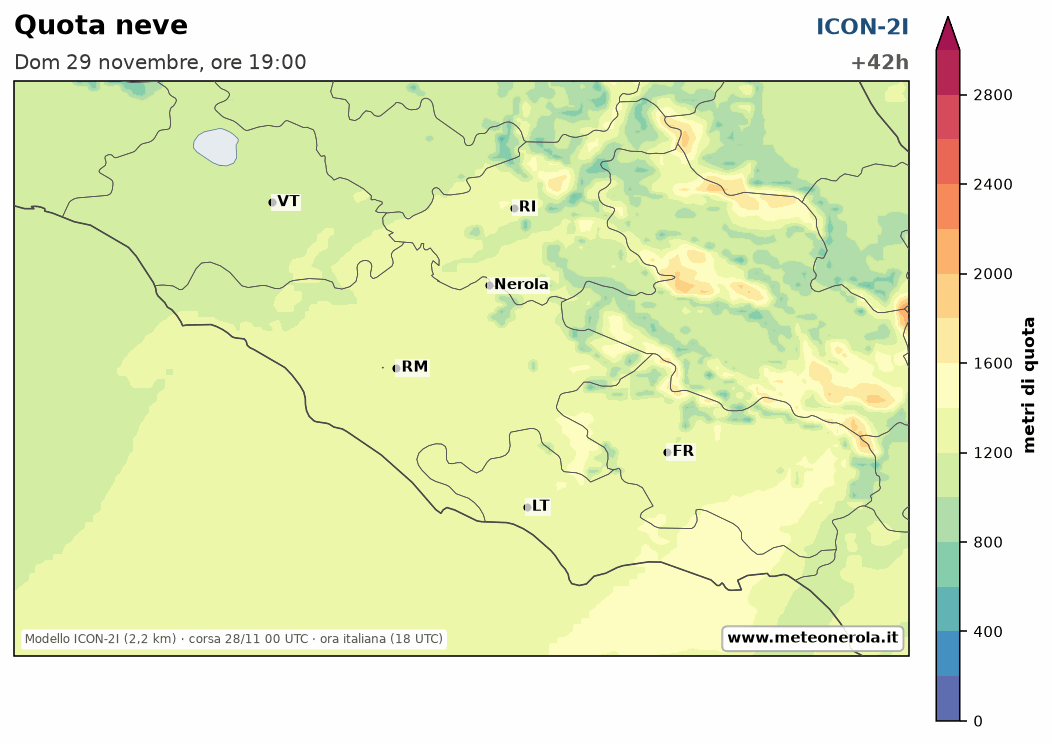 Quota neve
ICON-2I
Dom 29 novembre, ore 19:00
+42h
2800
2400
2000
1600
1200
800
400
0
metri di quota
VT
RI
Nerola
RM
FR
LT
Modello ICON-2I (2,2 km) · corsa 28/11 00 UTC · ora italiana (18 UTC)
www.meteonerola.it